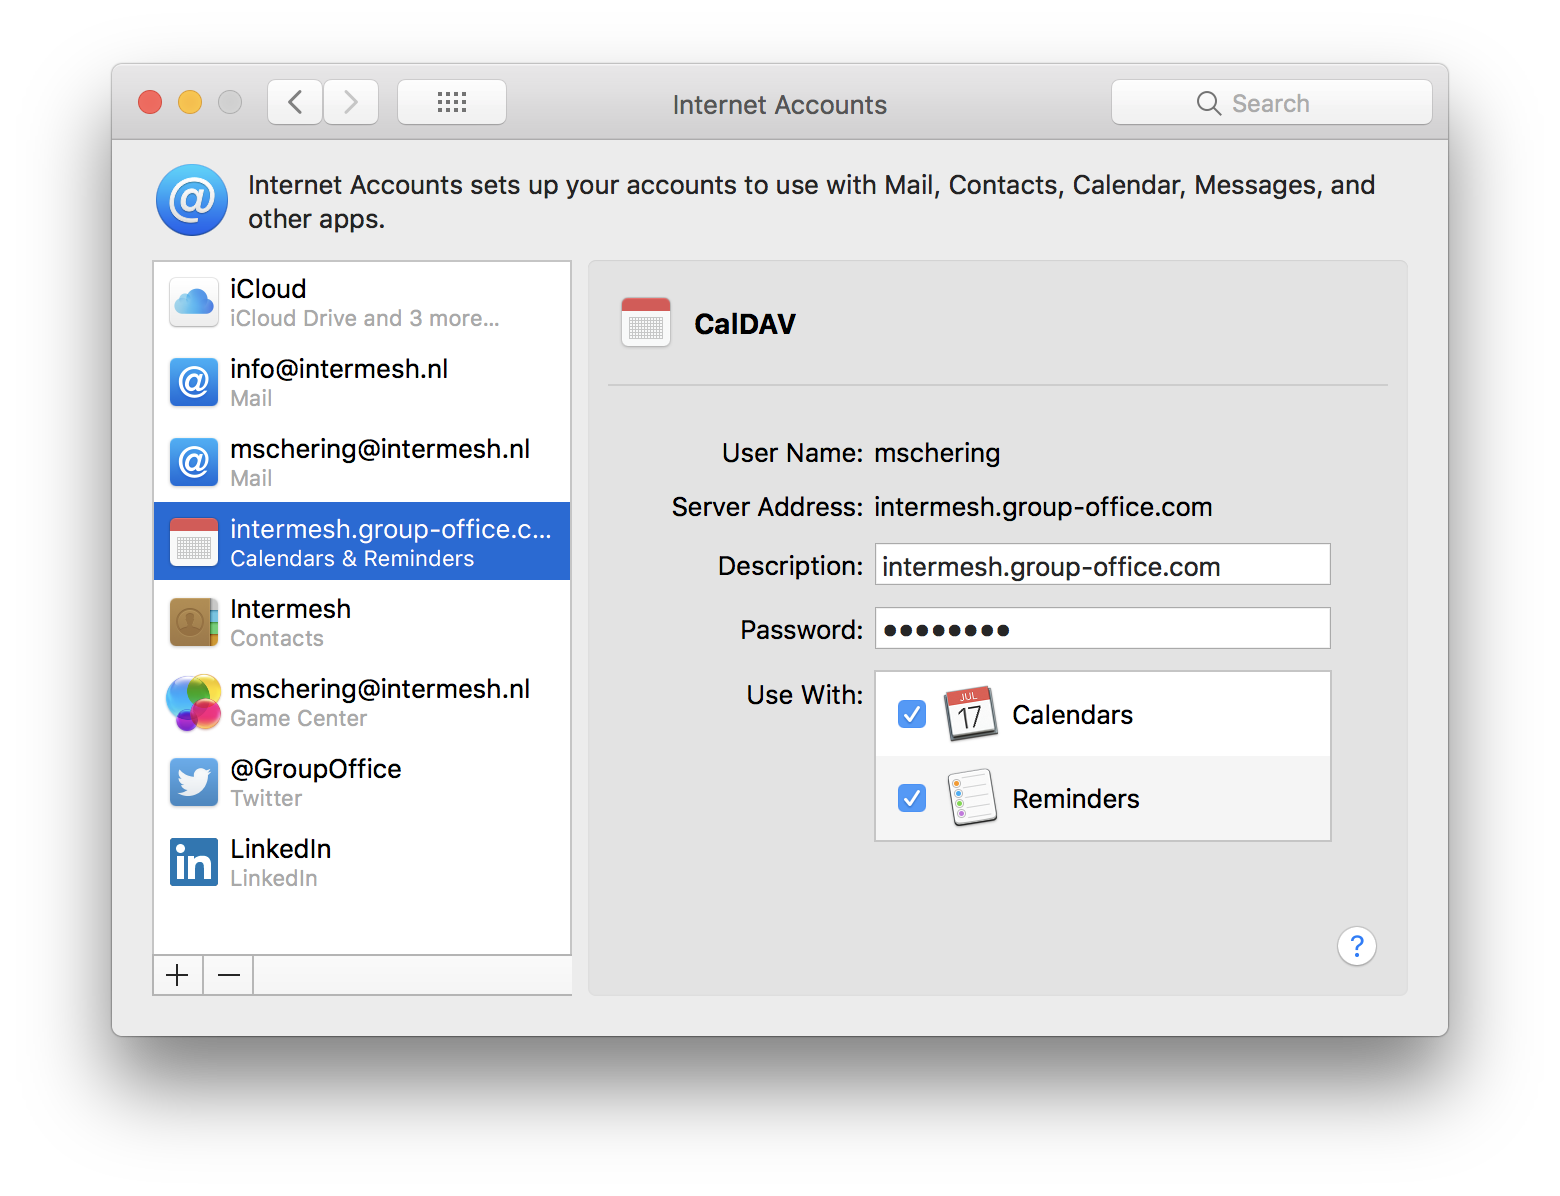 Internet Accounts
Search
Internet Accounts sets up your accounts to use with Mail, Contacts, Calendar, Messages, and
other apps.
iCloud
iCloud Drive and 3 more...
info@intermesh.nl
Mail
mschering@intermesh.nl
Mail
intermesh.group-office.c...
Calendars & Reminders
Intermesh
Contacts
mschering@intermesh.nl
Game Center
@GroupOffice
Twitter
in LinkedIn
LinkedIn
CalDAV
User Name: mschering
Server Address: intermesh.group-office.com
Description: intermesh.group-office.com
Password: ●●●●●●●●
Use With:
JUL
17
Calendars
Reminders
?